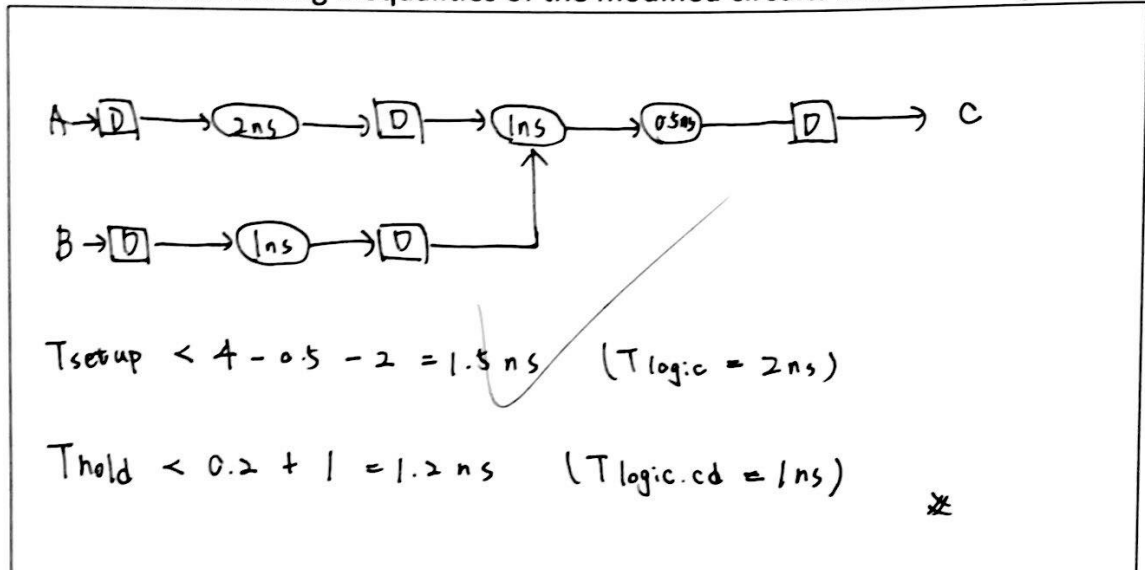 A → D → 2ns → D → 1ns → 0.5ns D → C
B → D → 1ns → D
Tsetup < 4 - 0.5 - 2 = 1.5 ns (Tlogic = 2ns)
Thold < 0.2 + 1 = 1.2 ns (Tlogic.cd = 1ns)